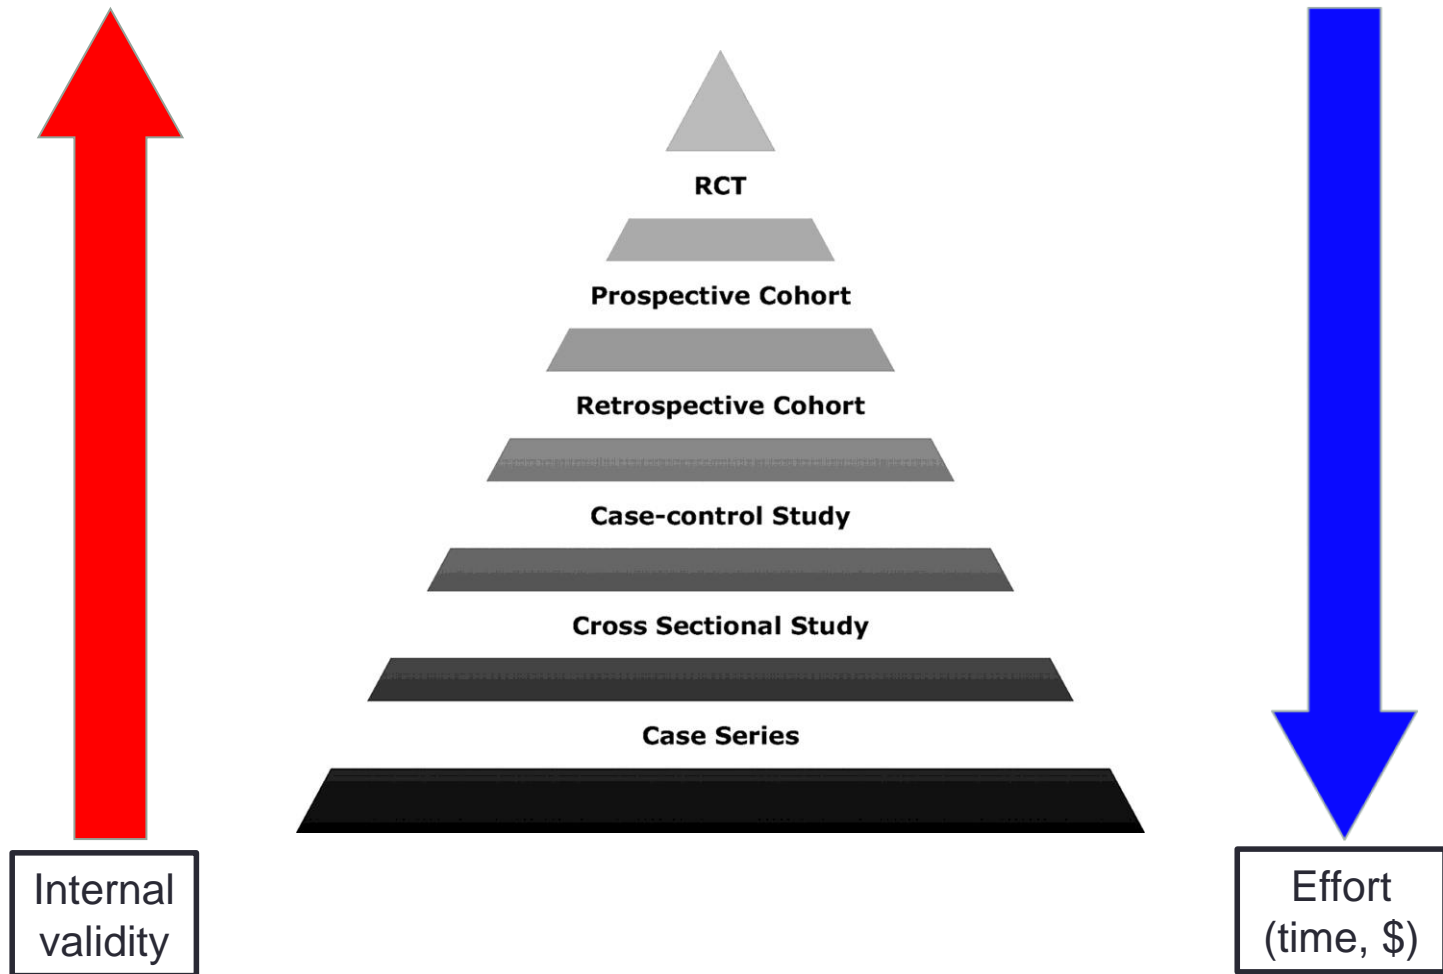 RCT
Prospective Cohort
Retrospective Cohort
Case-control Study
Cross Sectional Study
Case Series
Internal
validity
Effort
(time, $)